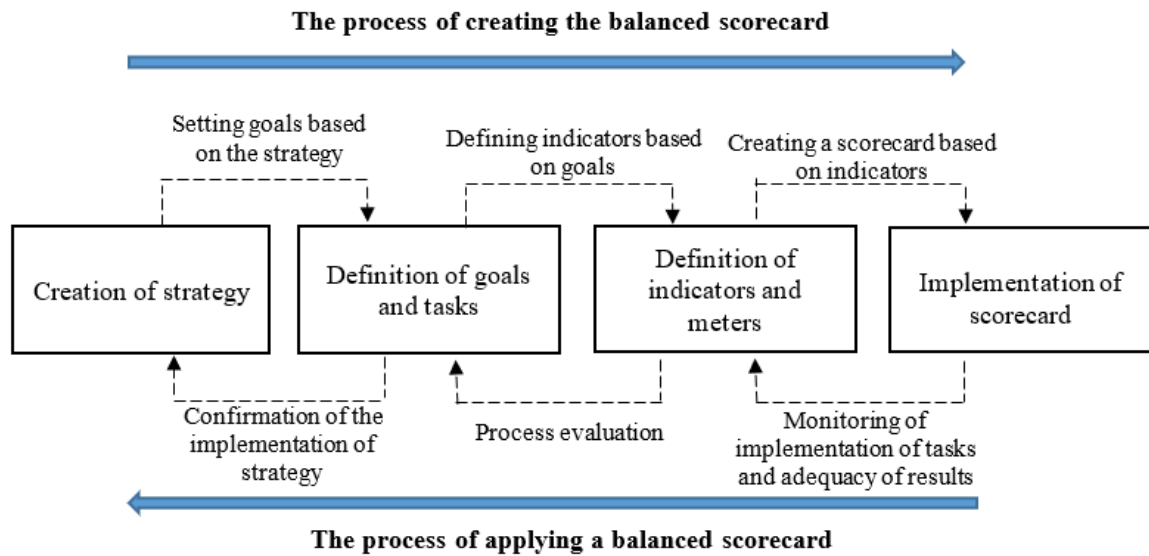 The process of creating the balanced scorecard
Setting goals based
on the strategy
Defining indicators based
on goals
Creating a scorecard based
on indicators
Creation of strategy
Definition of goals
and tasks
Definition of
indicators and
meters
Implementation of
scorecard
Confirmation of the
implementation of
strategy
Process evaluation
Monitoring of
implementation of tasks
and adequacy of results
The process of applying a balanced scorecard